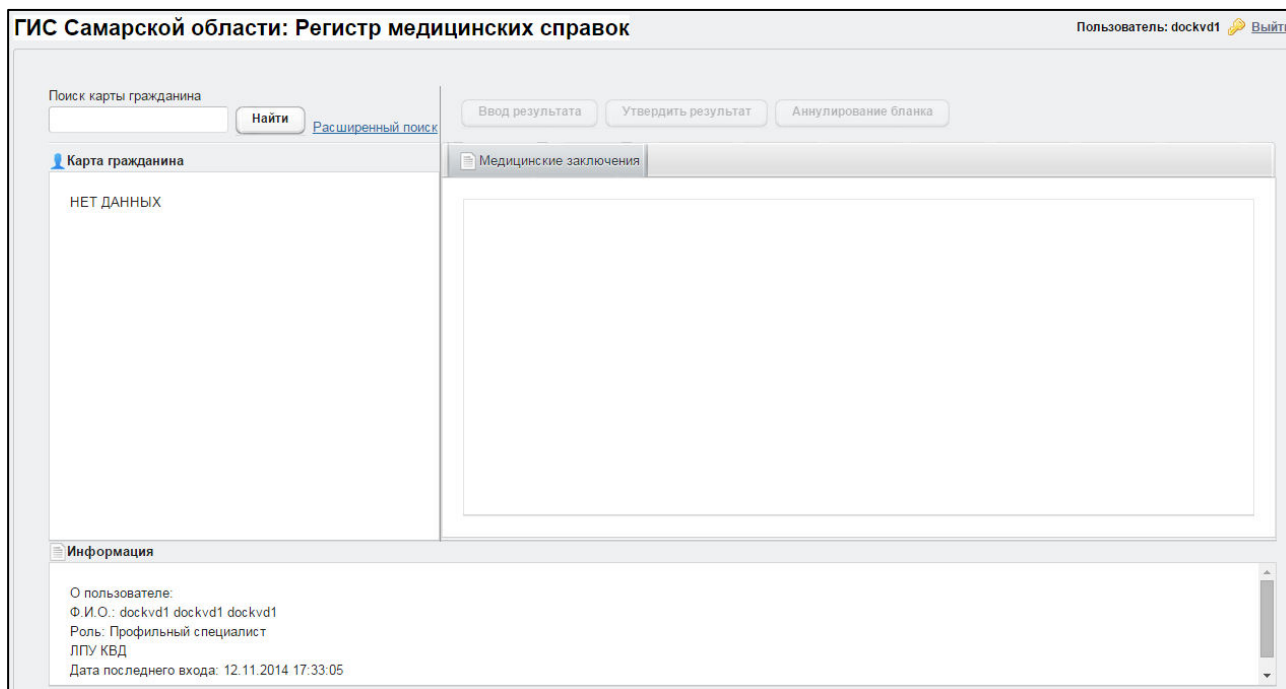 ГИС Самарской области: Регистр медицинских справок
Пользователь: dockvd1 Выйти
Поиск карты гражданина
Найти
Расширенный поиск
Ввод результата Утвердить результат Аннулирование бланка
Карта гражданина
Медицинские заключения
НЕТ ДАННЫХ
Информация
О пользователе:
Ф.И.О.: dockvd1 dockvd1 dockvd1
Роль: Профильный специалист
ЛПУ КВД
Дата последнего входа: 12.11.2014 17:33:05